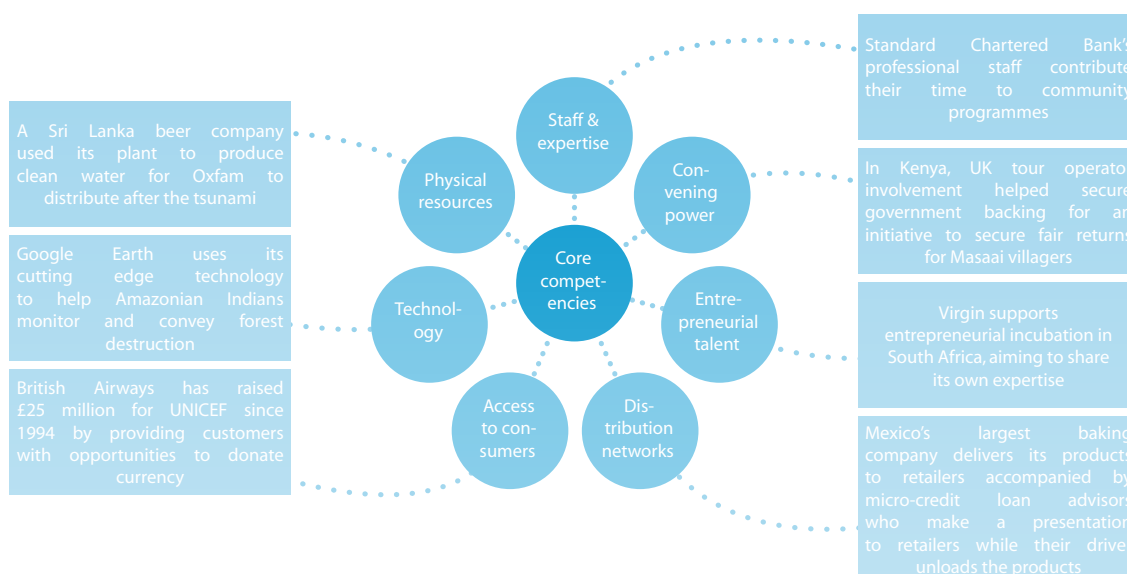 A Sri Lanka beer company
used its plant to produce
clean water for Oxfam to
distribute after the tsunami
Google Earth uses its
cutting edge technology
to help Amazonian Indians
monitor and convey forest
destruction
British Airways has raised
£25 million for UNICEF since
1994 by providing customers
with opportunities to donate
currency
Staff &
expertise
Physical
resources
Con-
vening
power
Core
compet-
encies
Technol-
ogy
Entre-
preneurial
talent
Access
to con-
sumers
Dis-
tribution
networks
Standard Chartered Bank's
professional staff contribute
their time to community
programmes
In Kenya, UK tour operato
involvement helped secure
government backing for an
initiative to secure fair returns
for Masaai villagers
Virgin supports
entrepreneurial incubation in
South Africa, aiming to share
its own expertise
Mexico's largest baking
company delivers its products
to retailers accompanied by
micro-credit loan advisors
who make a presentation
to retailers while their drive
unloads the products